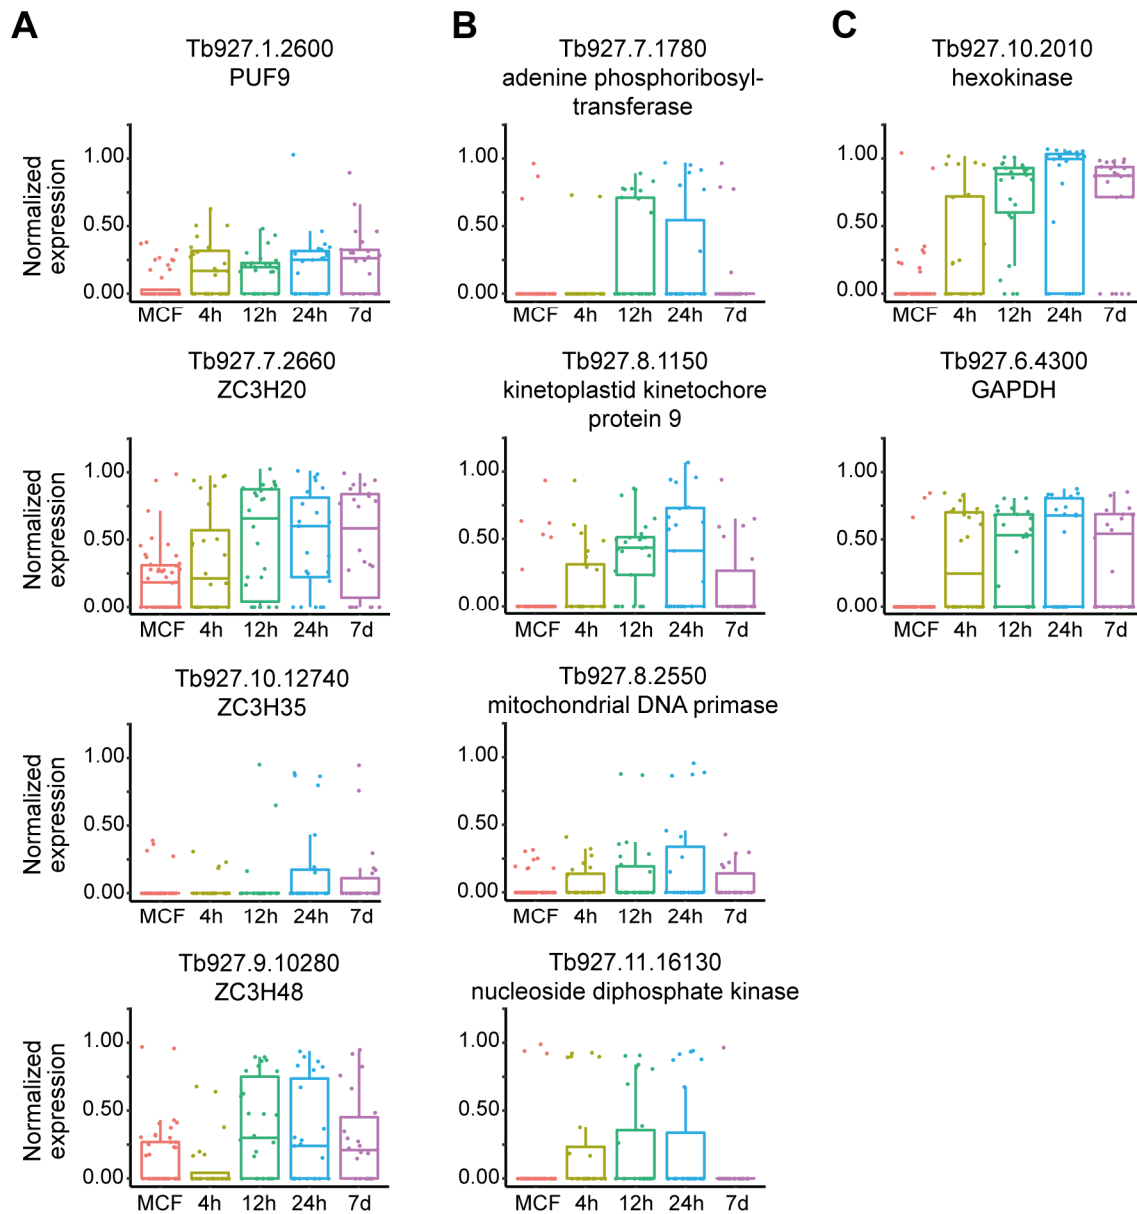 A
Tb927.1.2600
PUF9
Normalized
expression
1.00
0.50
0.00
MCF 4h 12h 24h 7d
Tb927.7.2660
ZC3H20
Normalized
expression
1.00
0.50
0.00
MCF 4h 12h 24h 7d
Tb927.10.12740
ZC3H35
Normalized
expression
1.00
0.50
0.00
MCF 4h 12h 24h 7d
Tb927.9.10280
ZC3H48
Normalized
expression
1.00
0.50
0.00
MCF 4h 12h 24h 7d
B
Tb927.7.1780
adenine phosphoribosyl-
transferase
1.00
0.50
0.00
MCF 4h 12h 24h 7d
Tb927.8.1150
kinetoplastid kinetochore
protein 9
1.00
0.50
0.00
MCF 4h 12h 24h 7d
Tb927.8.2550
mitochondrial DNA primase
1.00
0.50
0.00
MCF 4h 12h 24h 7d
Tb927.11.16130
nucleoside diphosphate kinase
1.00
0.50
0.00
MCF 4h 12h 24h 7d
C
Tb927.10.2010
hexokinase
1.00
0.50
0.00
MCF 4h 12h 24h 7d
Tb927.6.4300
GAPDH
1.00
0.50
0.00
MCF 4h 12h 24h 7d